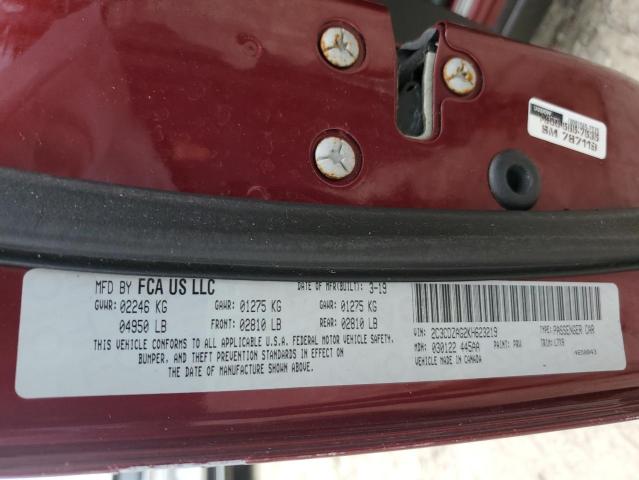 SM 787119
MFD BY FCA US LLC
DATE OF MFR(BUILT): 3-19
GVWR: 02246 KG GAWR: 01275 KG GAWR: 01275 KG
04950 LB FRONT: 02810 LB REAR: 02810 LB
THIS VEHICLE CONFORMS TO ALL APPLICABLE U.S.A. FEDERAL MOTOR VEHICLE SAFETY,
BUMPER, AND THEFT PREVENTION STANDARDS IN EFFECT ON
THE DATE OF MANUFACTURE SHOWN ABOVE.
VIN: 2C3CDZAG2KH623219 TYPE: PASSENGER CAR
MDH: 030122 445AA PAINT: PRV TRIM: L7X9
VEHICLE MADE IN CANADA